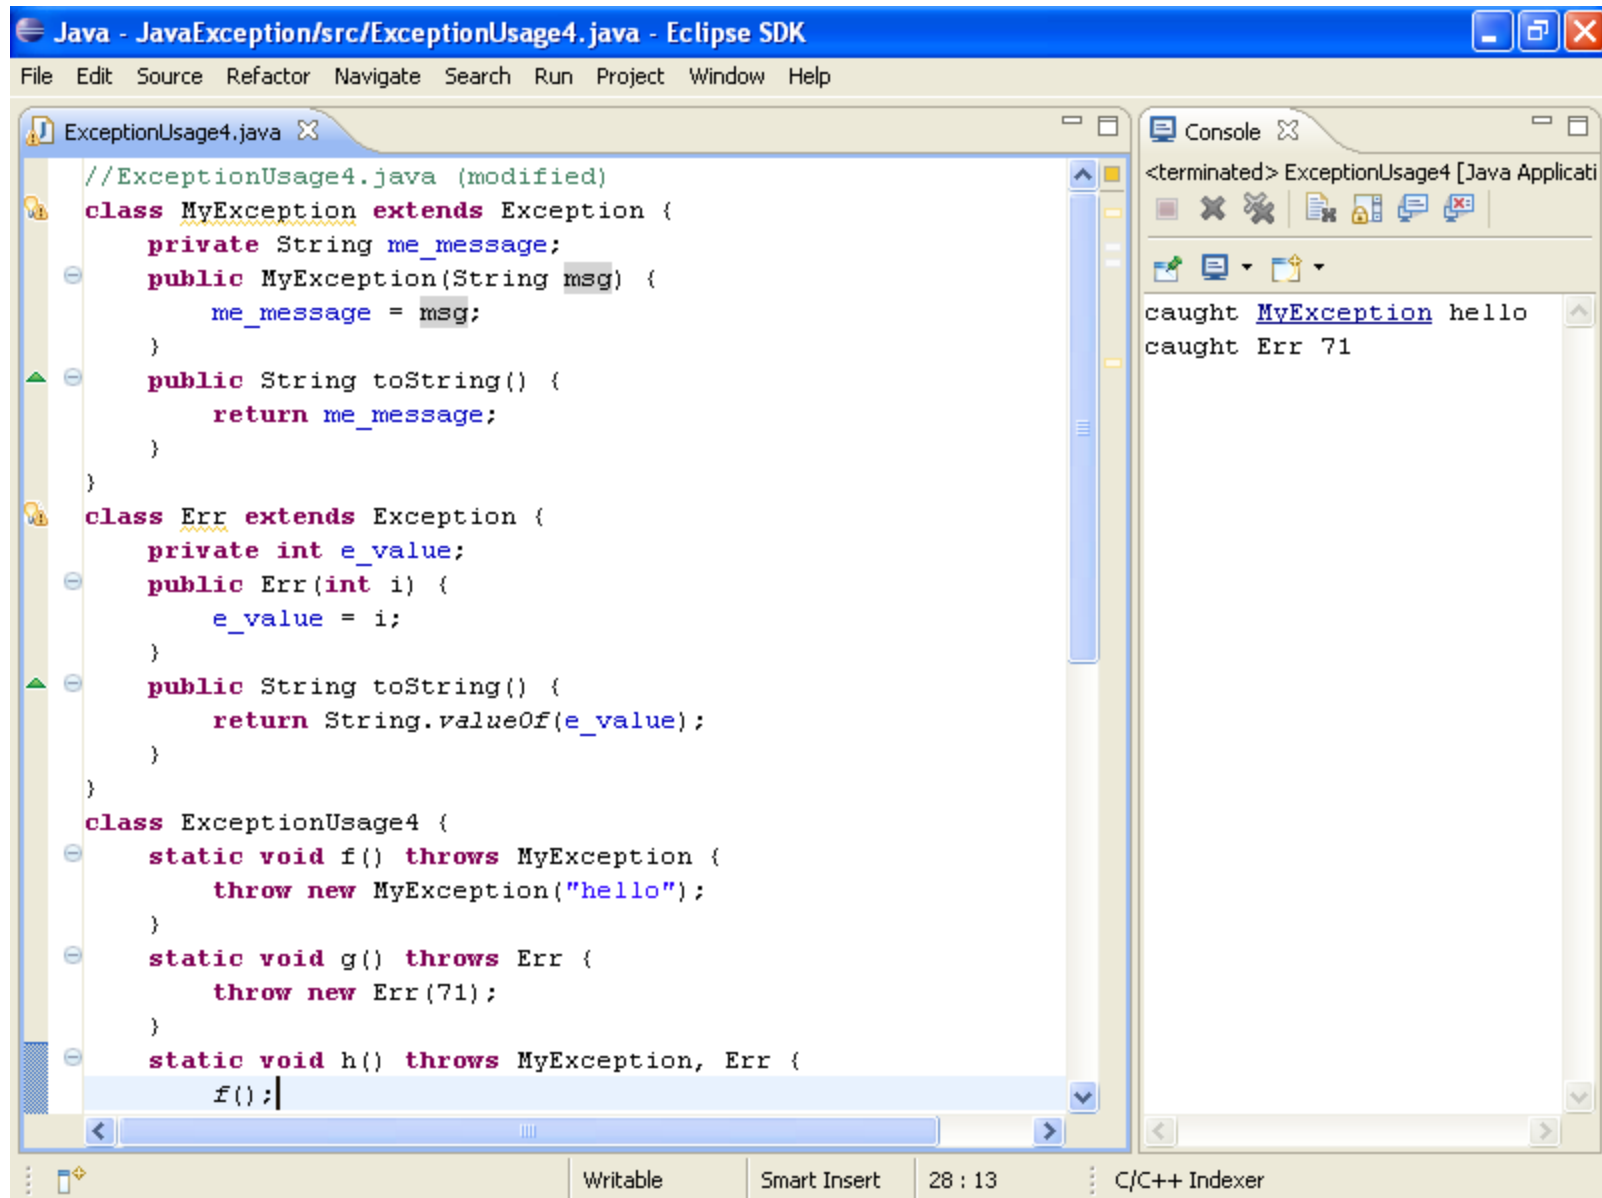 Java - JavaException/src/ExceptionUsage4.java - Eclipse SDK
File Edit Source Refactor Navigate Search Run Project Window Help
ExceptionUsage4.java
//ExceptionUsage4.java (modified)
class MyException extends Exception {
    private String me_message;
    public MyException(String msg) {
        me_message = msg;
    }
    public String toString() {
        return me_message;
    }
}
class Err extends Exception {
    private int e_value;
    public Err(int i) {
        e_value = i;
    }
    public String toString() {
        return String.valueOf(e_value);
    }
}
class ExceptionUsage4 {
    static void f() throws MyException {
        throw new MyException("hello");
    }
    static void g() throws Err {
        throw new Err(71);
    }
    static void h() throws MyException, Err {
        f();
Console
<terminated> ExceptionUsage4 [Java Applicati
caught MyException hello
caught Err 71
Writable Smart Insert 28 : 13 C/C++ Indexer